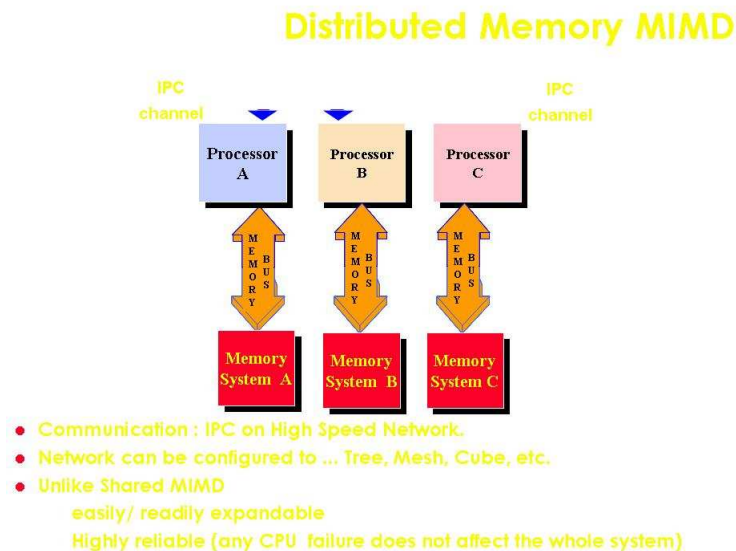 Distributed Memory MIMD
IPC
channel
IPC
channel
Processor
A
Processor
B
Processor
C
MEMORY
BUS
MEMORY
BUS
MEMORY
BUS
Memory
System A
Memory
System B
Memory
System C
Communication : IPC on High Speed Network.
Network can be configured to ... Tree, Mesh, Cube, etc.
Unlike Shared MIMD
easily/ readily expandable
Highly reliable (any CPU failure does not affect the whole system)